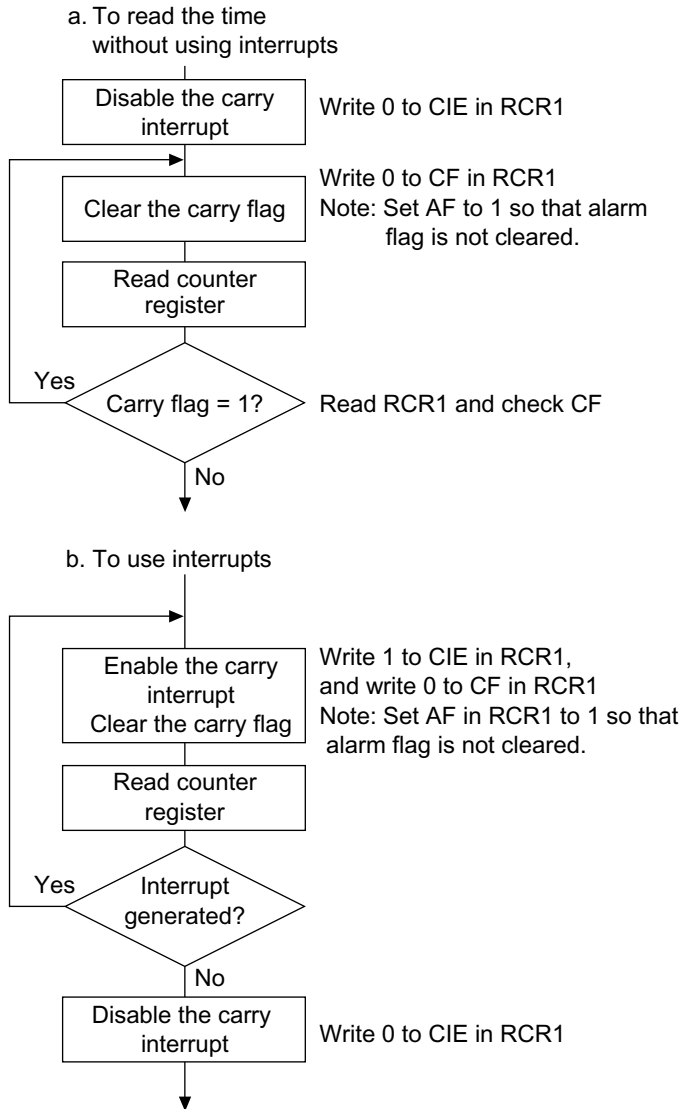 a. To read the time
without using interrupts
Disable the carry
interrupt
Write 0 to CIE in RCR1
Clear the carry flag
Write 0 to CF in RCR1
Note: Set AF to 1 so that alarm
flag is not cleared.
Read counter
register
Yes
Carry flag = 1?
Read RCR1 and check CF
No
b. To use interrupts
Enable the carry
interrupt
Clear the carry flag
Write 1 to CIE in RCR1,
and write 0 to CF in RCR1
Note: Set AF in RCR1 to 1 so that
alarm flag is not cleared.
Read counter
register
Yes
Interrupt
generated?
No
Disable the carry
interrupt
Write 0 to CIE in RCR1